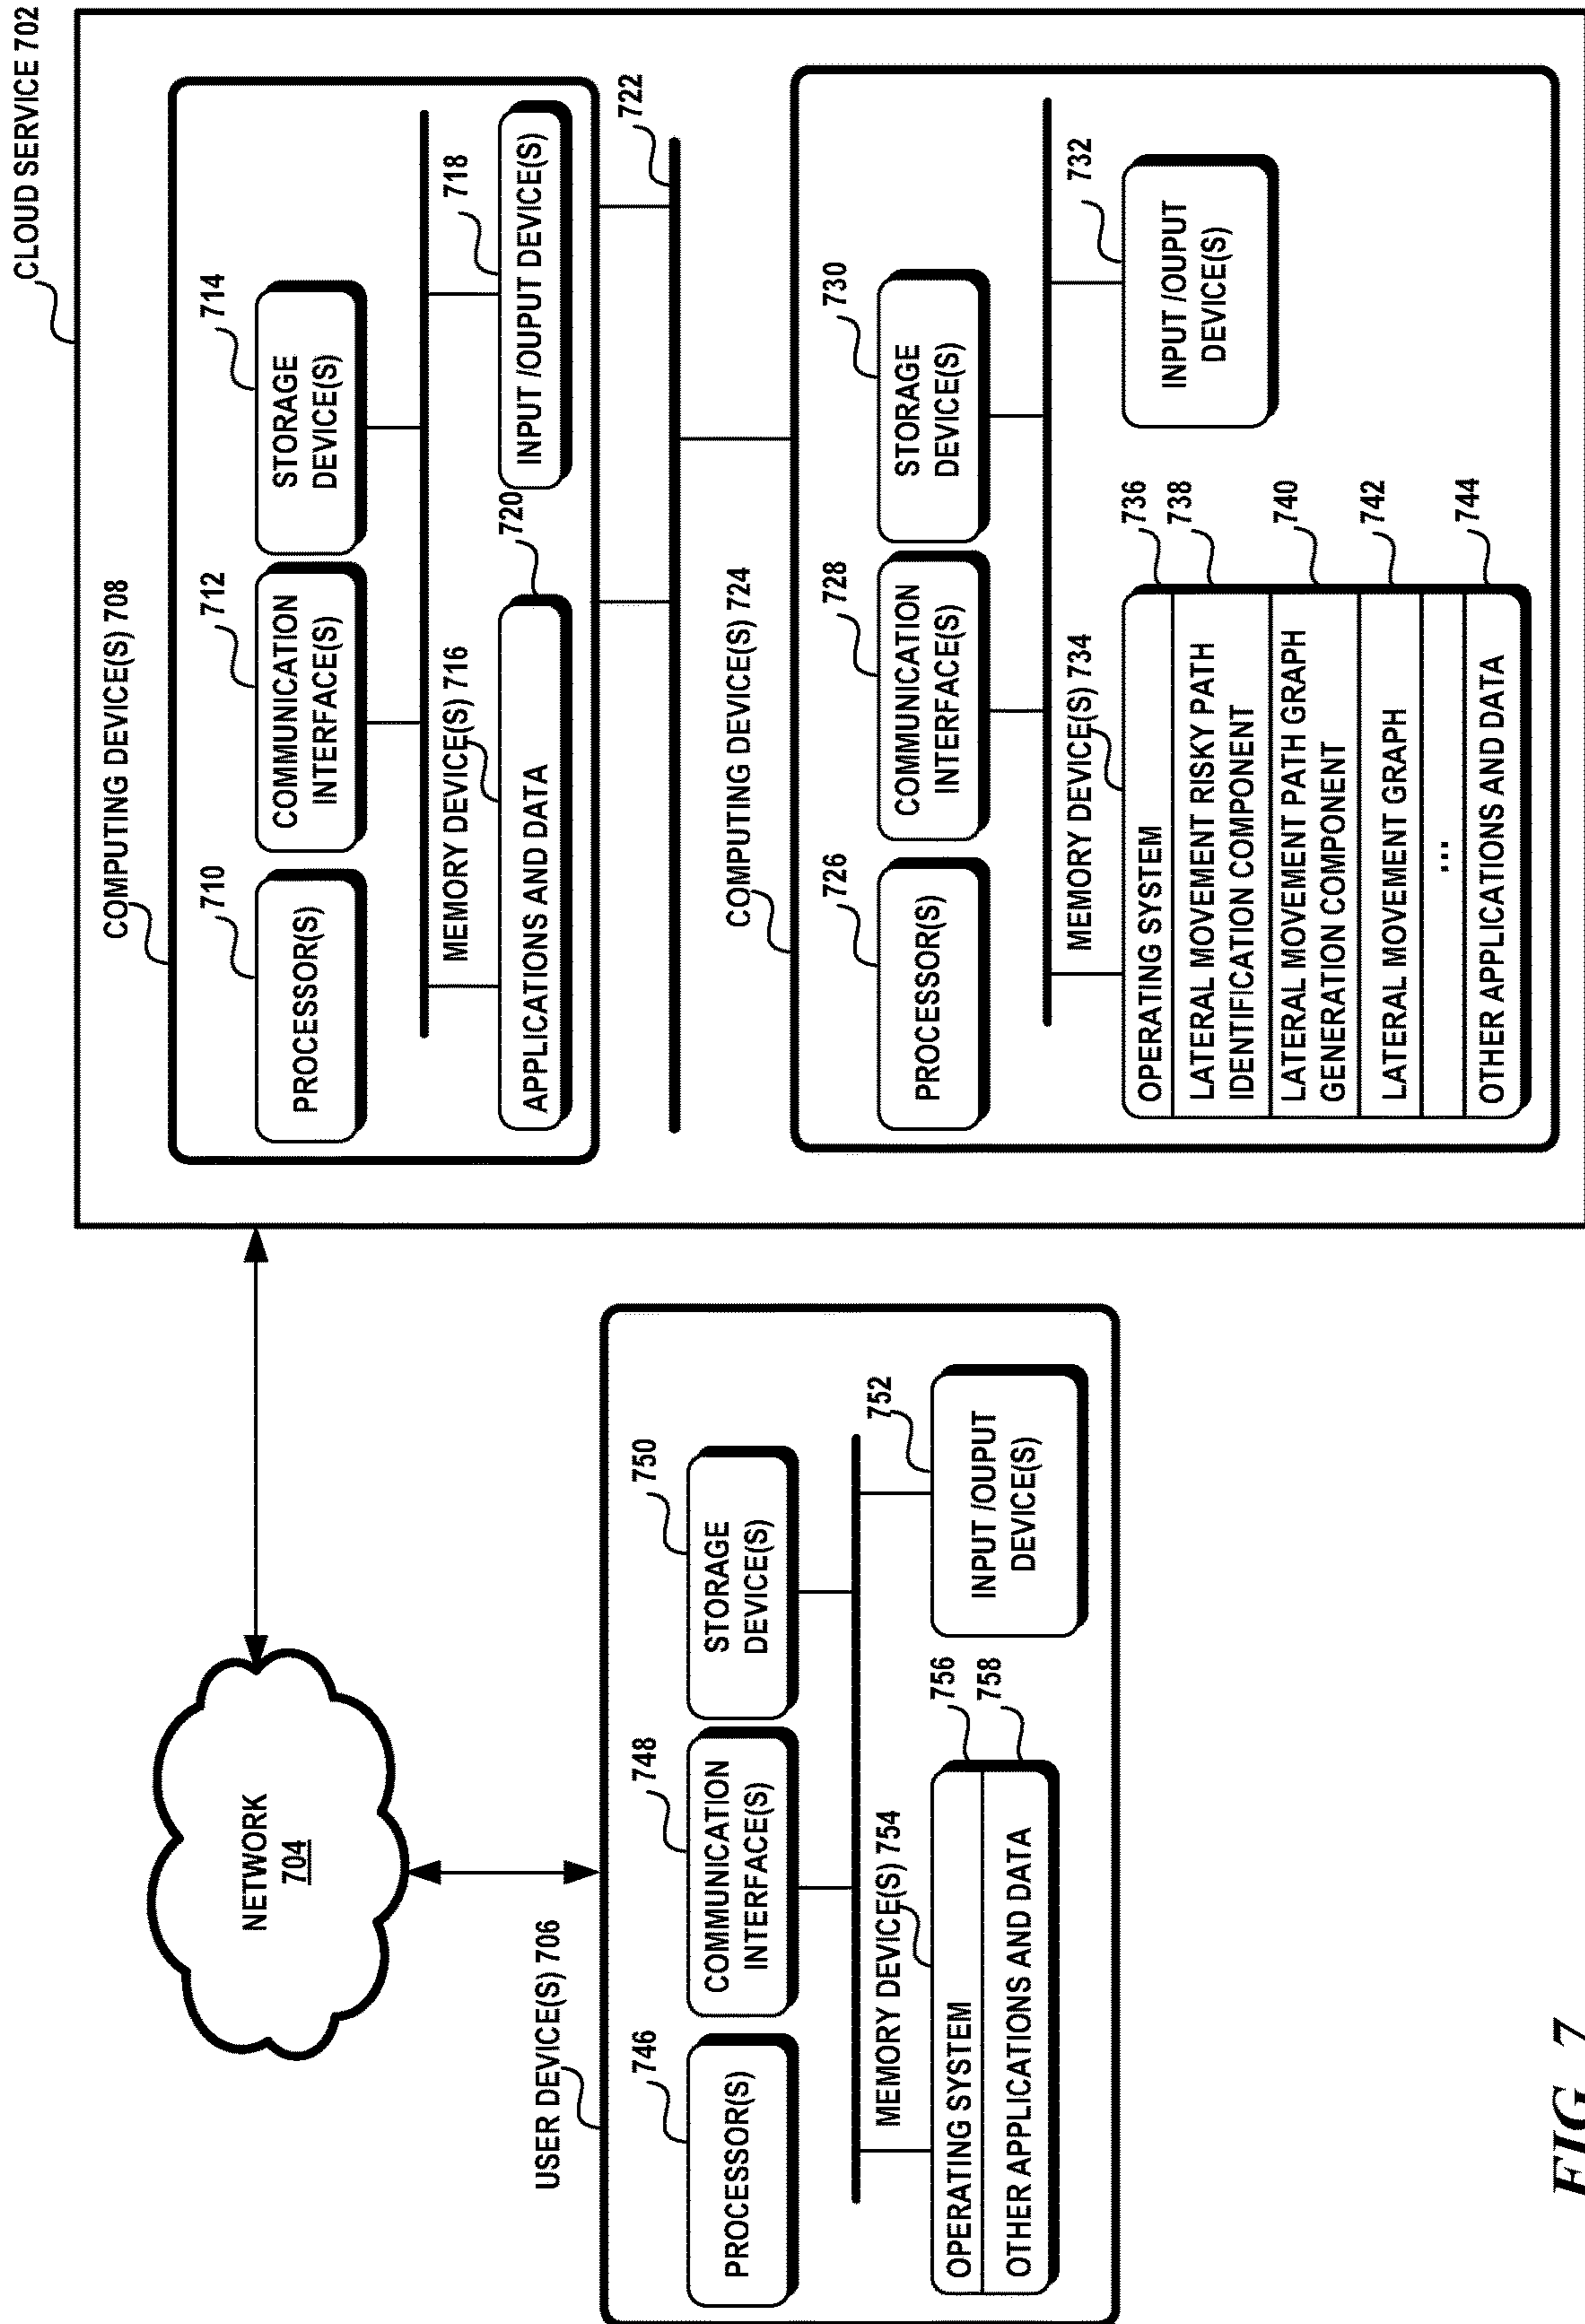 CLOUD SERVICE 702
COMPUTING DEVICE(S) 708
710
712
714
PROCESSOR(S)
COMMUNICATION
INTERFACE(S)
STORAGE
DEVICE(S)
MEMORY DEVICE(S) 716
718
APPLICATIONS AND DATA
720
INPUT /OUPUT DEVICE(S)
722
COMPUTING DEVICE(S) 724
726
728
730
PROCESSOR(S)
COMMUNICATION
INTERFACE(S)
STORAGE
DEVICE(S)
MEMORY DEVICE(S) 734
732
INPUT /OUPUT
DEVICE(S)
OPERATING SYSTEM
736
LATERAL MOVEMENT RISKY PATH
IDENTIFICATION COMPONENT
738
LATERAL MOVEMENT PATH GRAPH
GENERATION COMPONENT
740
LATERAL MOVEMENT GRAPH
742
...
OTHER APPLICATIONS AND DATA
744
NETWORK
704
USER DEVICE(S) 706
746
748
750
PROCESSOR(S)
COMMUNICATION
INTERFACE(S)
STORAGE
DEVICE(S)
MEMORY DEVICE(S) 754
752
INPUT /OUPUT
DEVICE(S)
OPERATING SYSTEM
756
OTHER APPLICATIONS AND DATA
758
FIG. 7